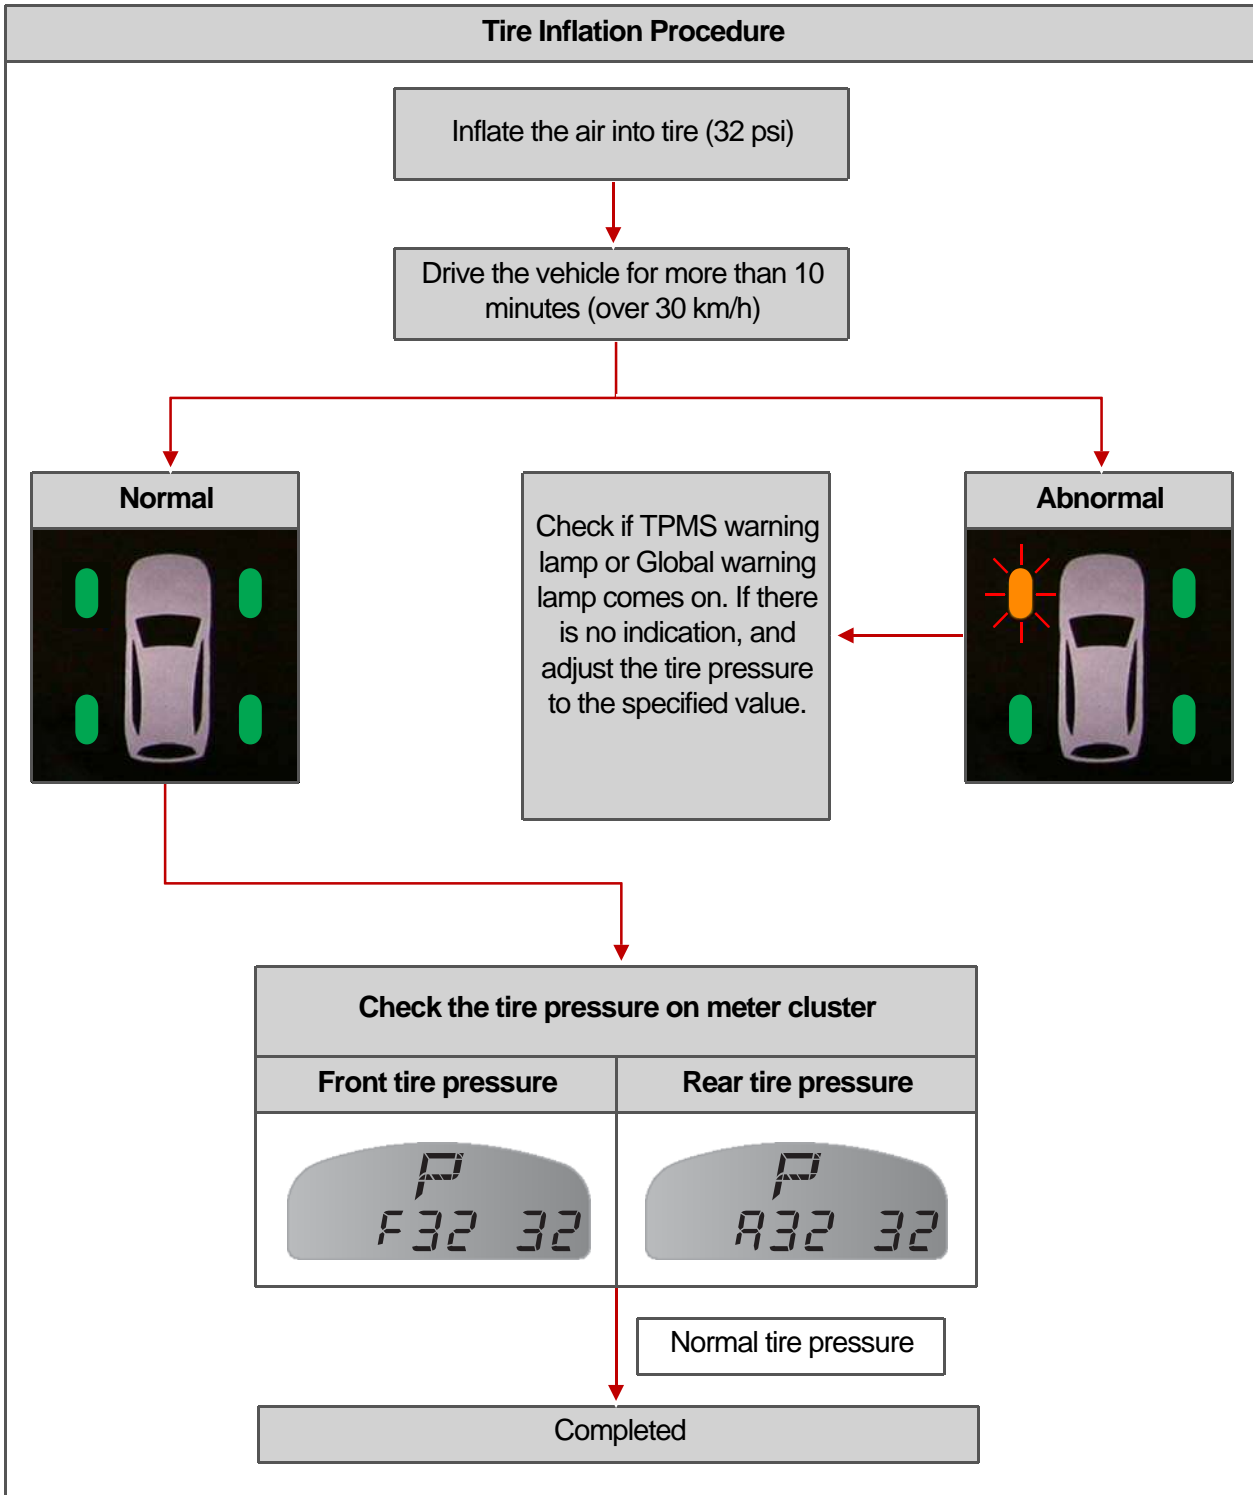 Tire Inflation Procedure
Inflate the air into tire (32 psi)
Drive the vehicle for more than 10
minutes (over 30 km/h)
Normal
Check if TPMS warning
lamp or Global warning
lamp comes on. If there
is no indication, and
adjust the tire pressure
to the specified value.
Abnormal
Check the tire pressure on meter cluster
Front tire pressure
Rear tire pressure
P
F32 32
P
A32 32
Normal tire pressure
Completed